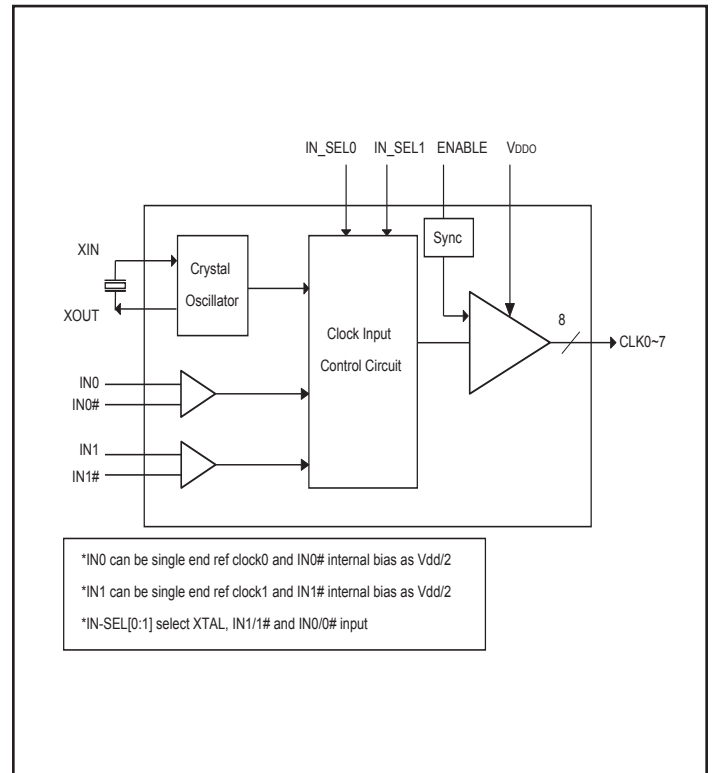 IN_SEL0 IN_SEL1 ENABLE VDDO
Sync
XIN
Crystal
Oscillator
XOUT
8
CLK0~7
Clock Input
Control Circuit
IN0
IN0#
IN1
IN1#
*IN0 can be single end ref clock0 and IN0# internal bias as Vdd/2
*IN1 can be single end ref clock1 and IN1# internal bias as Vdd/2
*IN-SEL[0:1] select XTAL, IN1/1# and IN0/0# input